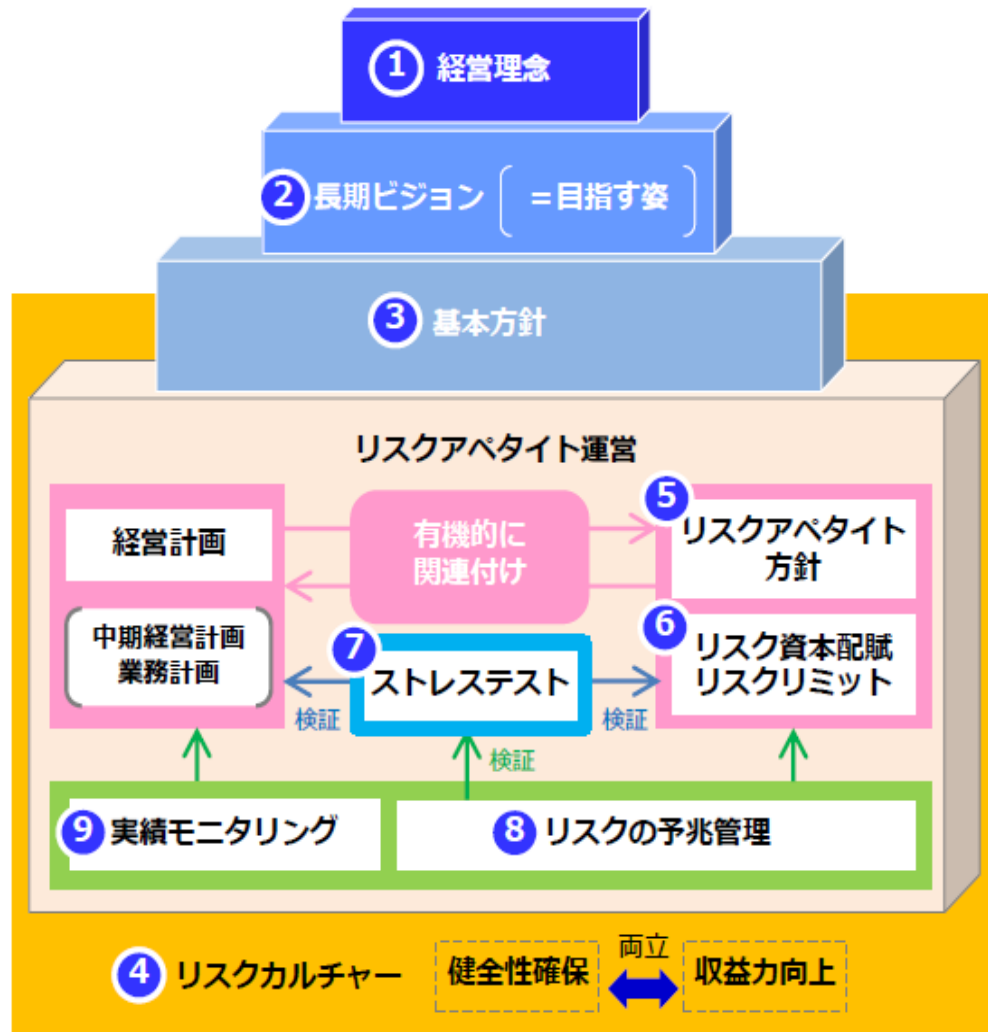 1 経営理念
2 長期ビジョン (=目指す姿)
3 基本方針
リスクアペタイト運営
経営計画
中期経営計画
業務計画
有機的に
関連付け
5 リスクアペタイト
方針
6 リスク資本配賦
リスクリミット
7 ストレステスト
検証
検証
検証
9 実績モニタリング
8 リスクの予兆管理
4 リスクカルチャー
健全性確保
両立
収益力向上